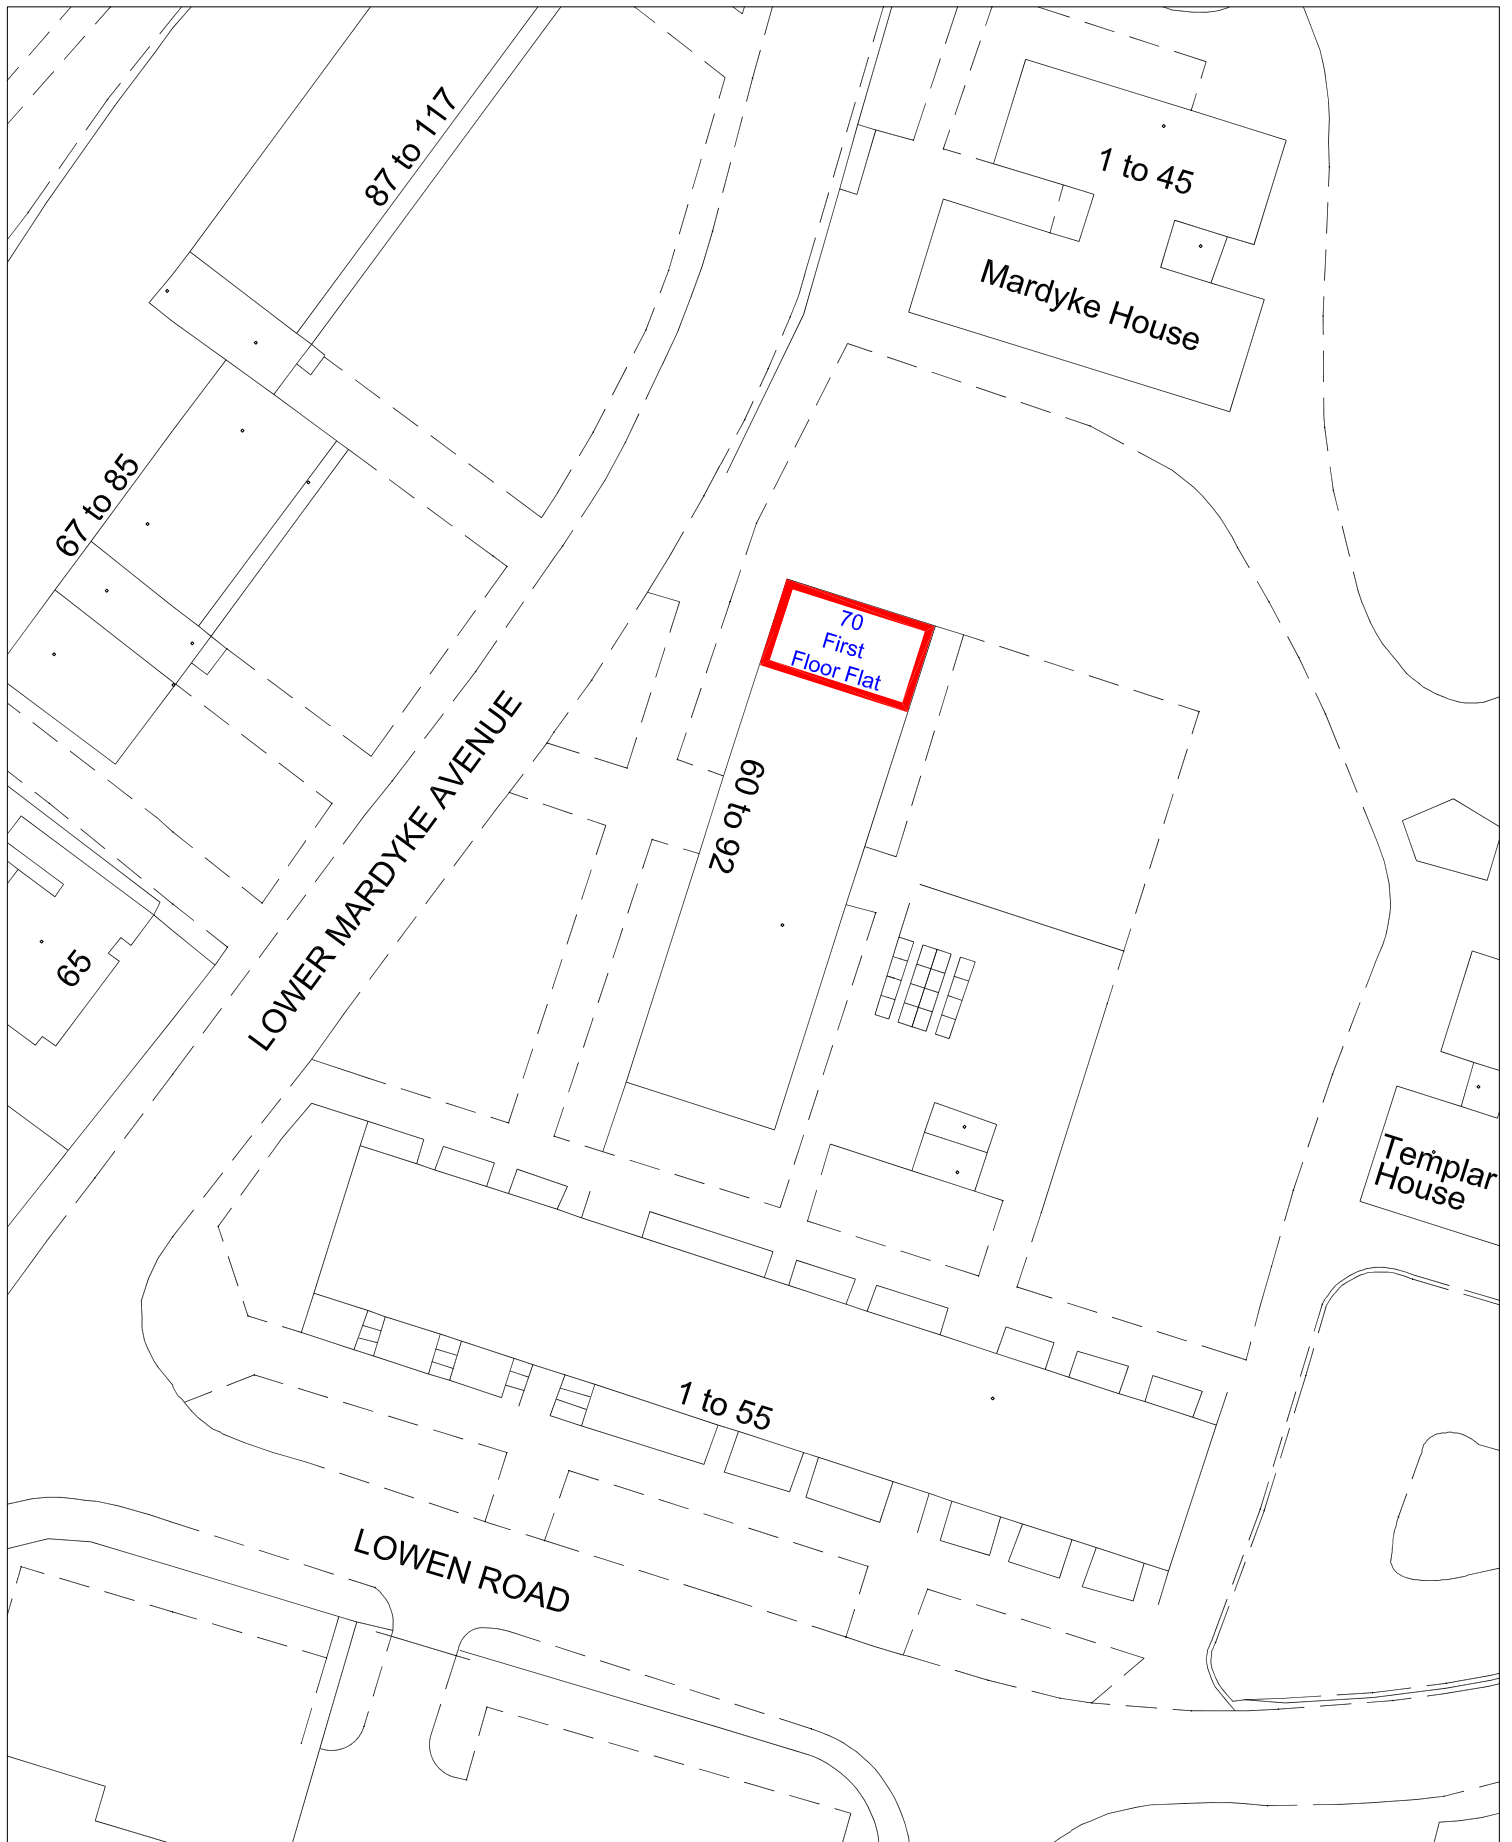 87 to 117
1 to 45
Mardyke House
67 to 85
70
First
Floor Flat
LOWER MARDYKE AVENUE
60 to 92
65
Templar
House
1 to 55
LOWEN ROAD